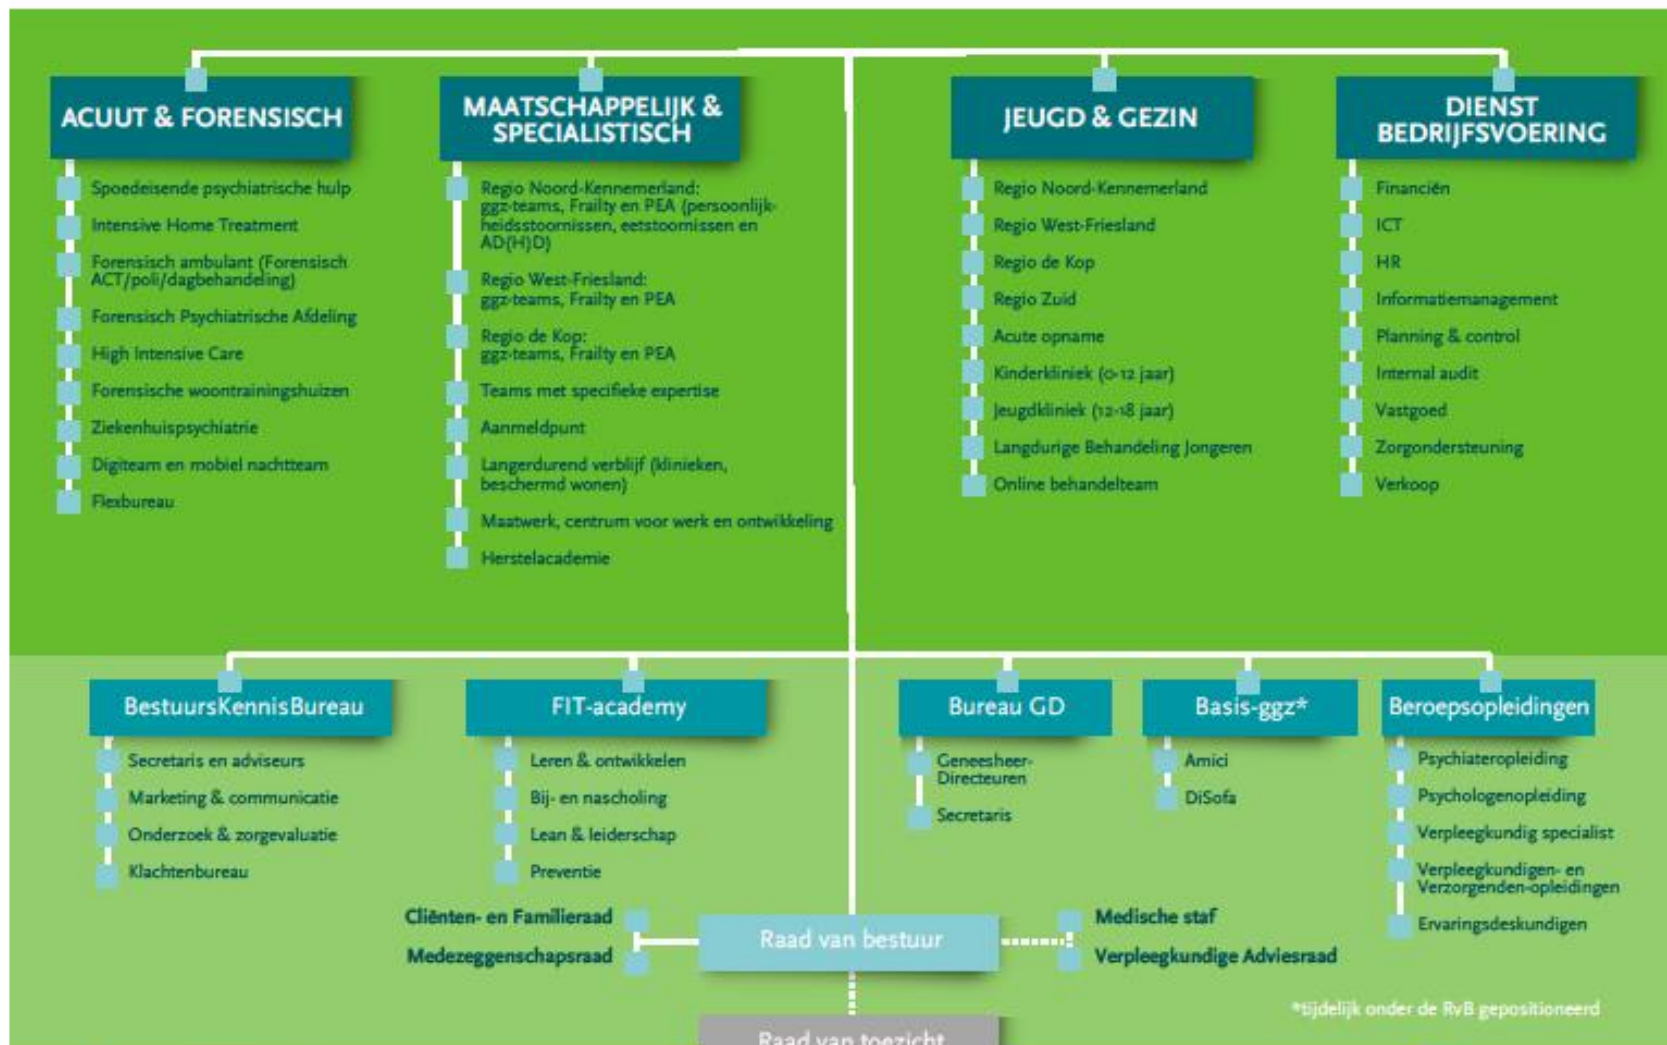 ACUUT & FORENSISCH
Spoedeisende psychiatrische hulp
Intensive Home Treatment
Forensisch ambulant (Forensisch
ACT/poli/dagbehandeling)
Forensisch Psychiatrische Afdeling
High Intensive Care
Forensische woontrainingshuizen
Ziekenhuispsychiatrie
Digiteam en mobiel nachtteam
Flexbureau
MAATSCHAPPELIJK &
SPECIALISTISCH
Regio Noord-Kennemerland:
ggz-teams, Frailty en PEA (persoonlijk-
heidsstoornissen, eetstoornissen en
AD(H)D)
Regio West-Friesland:
ggz-teams, Frailty en PEA
Regio de Kop:
ggz-teams, Frailty en PEA
Teams met specifieke expertise
Aanmeldpunt
Langerdurend verblijf (klinieken,
beschermd wonen)
Maatwerk, centrum voor werk en ontwikkeling
Herstelacademie
JEUGD & GEZIN
Regio Noord-Kennemerland
Regio West-Friesland
Regio de Kop
Regio Zuid
Acute opname
Kinderkliniek (0-12 jaar)
Jeugdkliniek (12-18 jaar)
Langdurige Behandeling Jongeren
Online behandelteam
DIENST
BEDRIJFSVOERING
Financiën
ICT
HR
Informatiemanagement
Planning & control
Internal audit
Vastgoed
Zorgondersteuning
Verkoop
BestuursKennisBureau
Secretaris en adviseurs
Marketing & communicatie
Onderzoek & zorgevaluatie
Klachtenbureau
FIT-academy
Leren & ontwikkelen
Bij- en nascholing
Lean & leiderschap
Preventie
Bureau GD
Geneesheer-
Directeuren
Secretaris
Basis-ggz*
Amici
DiSofa
Beroepsopleidingen
Psychiateropleiding
Psychologenopleiding
Verpleegkundig specialist
Verpleegkundigen- en
Verzorgenden-opleidingen
Ervaringsdeskundigen
Cliënten- en Familieraad
Medezeggenschapsraad
Raad van bestuur
Medische staf
Verpleegkundige Adviesraad
*tijdelijk onder de RvB gepositioneerd
Raad van toezicht